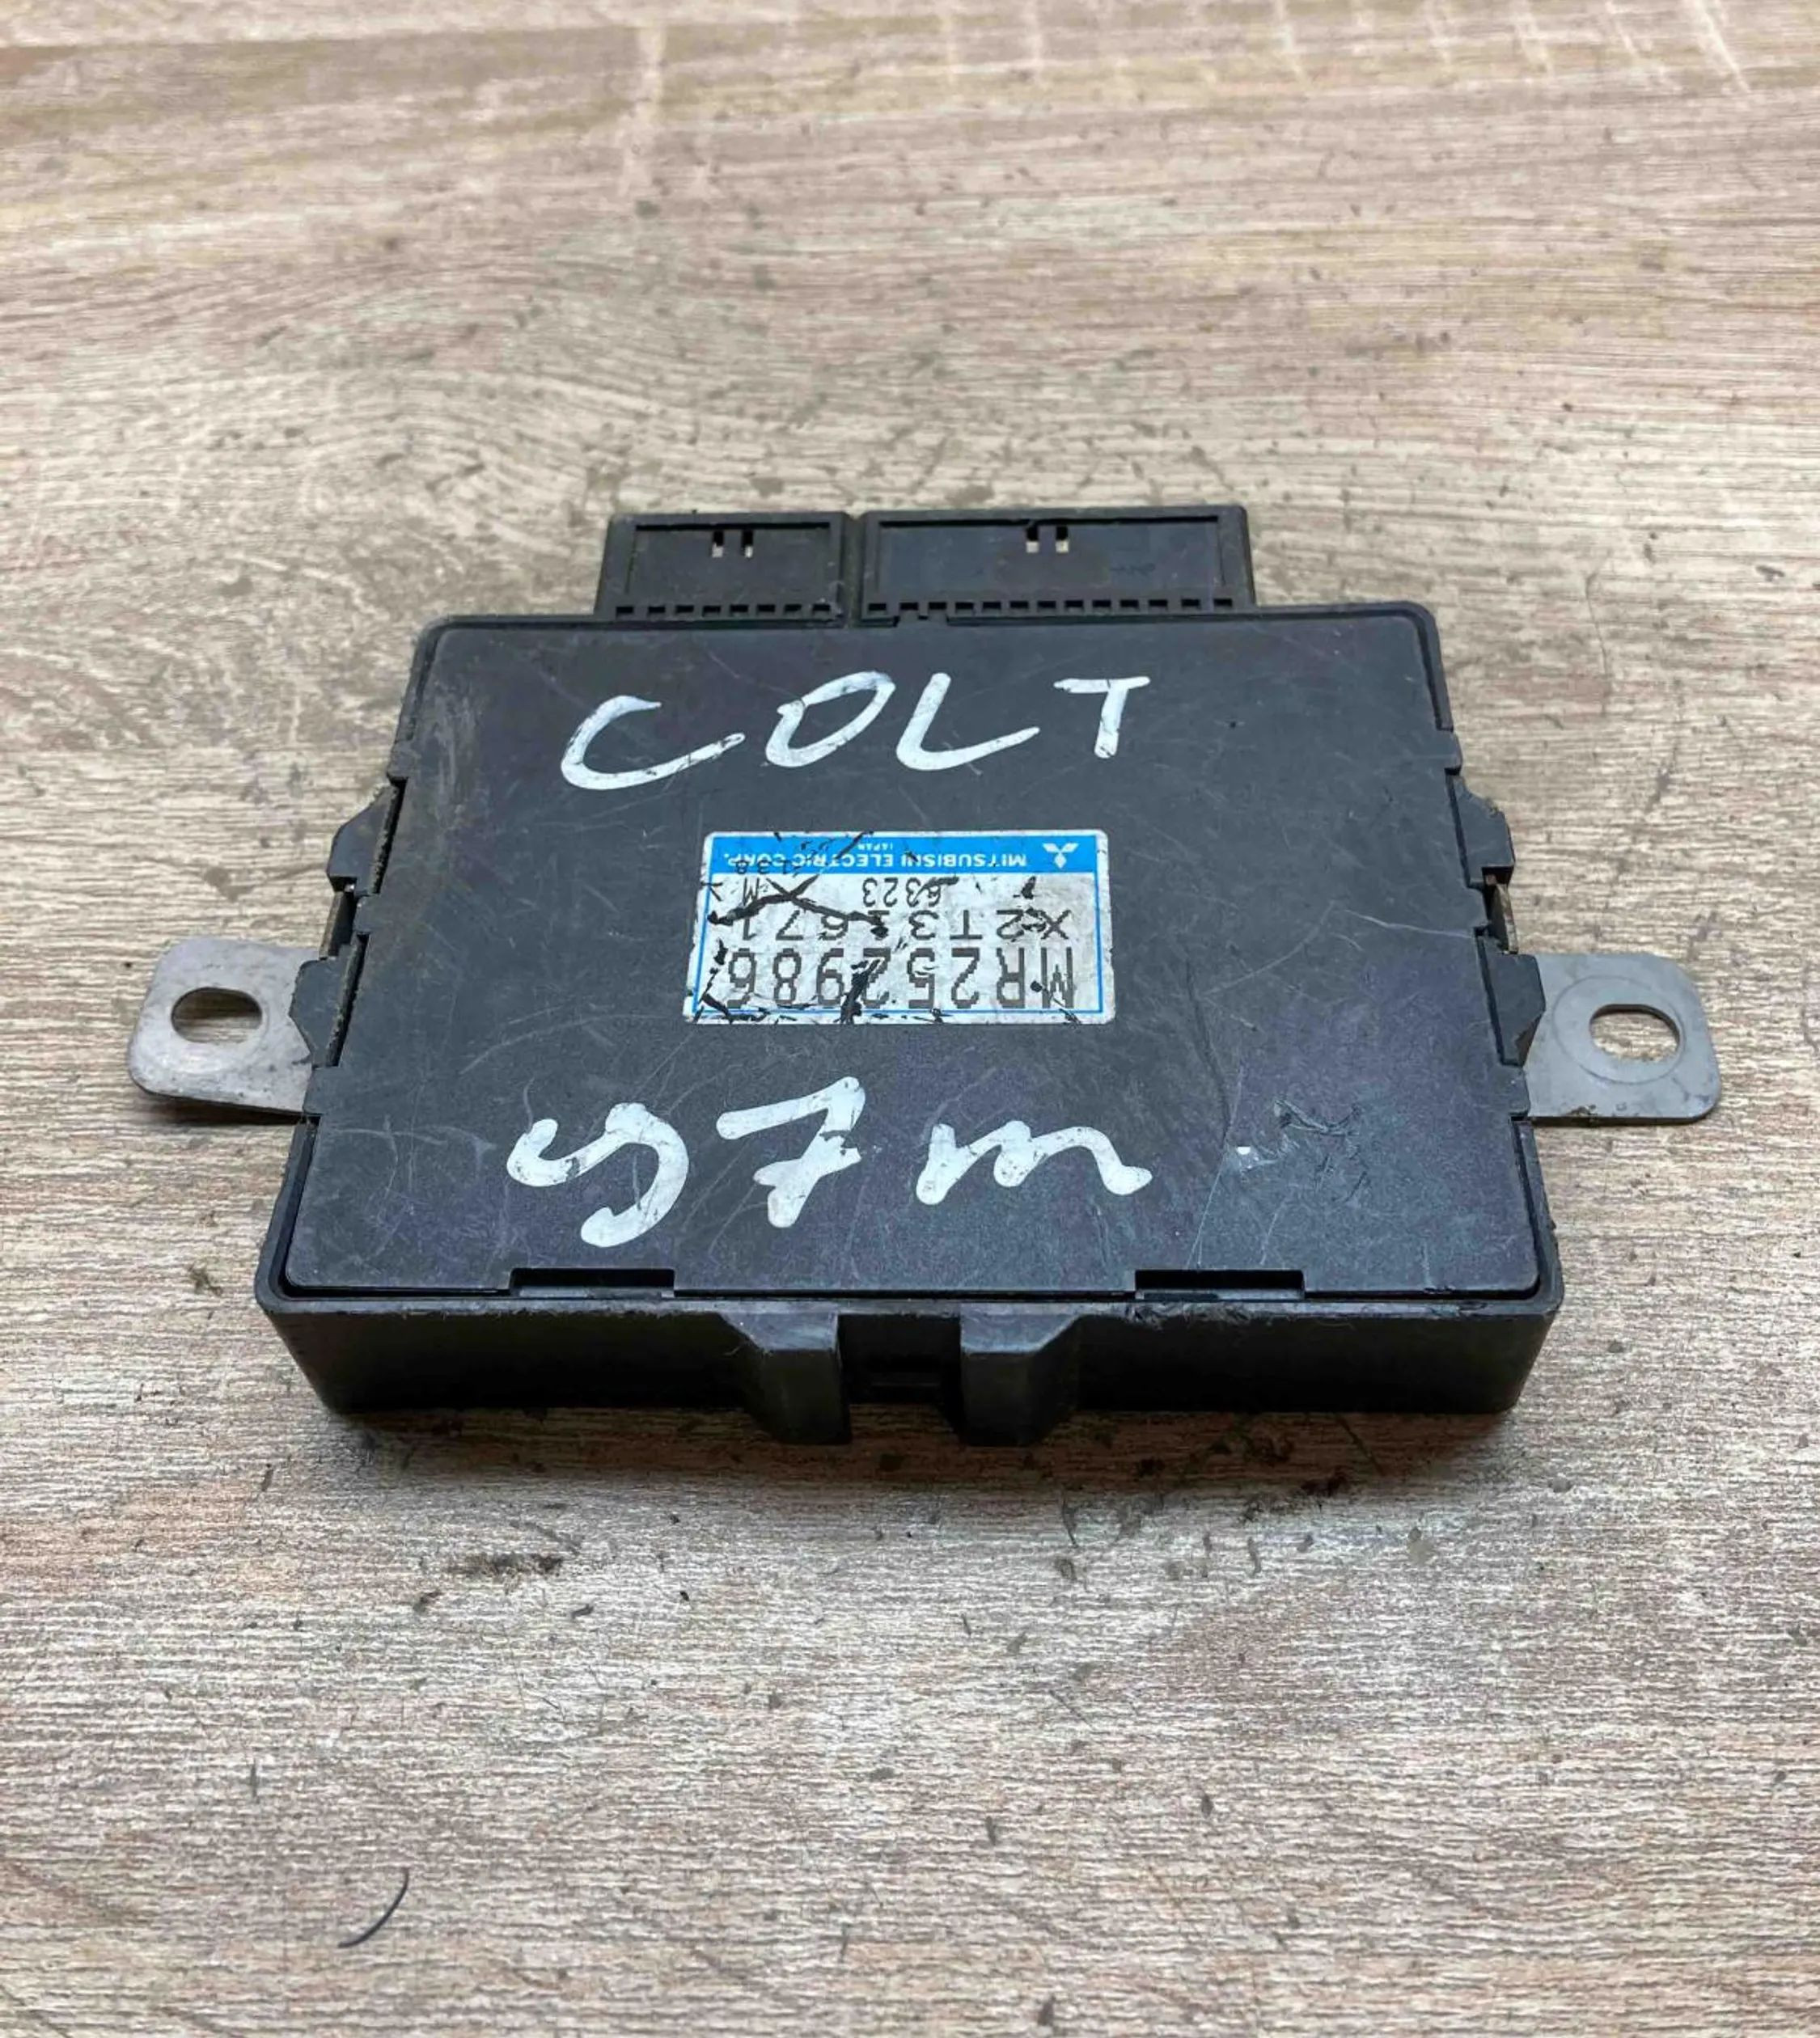 COLT
MITSUBISHI ELECTRIC CORP.
JAPAN
6323 M
X2T31671
MR252986